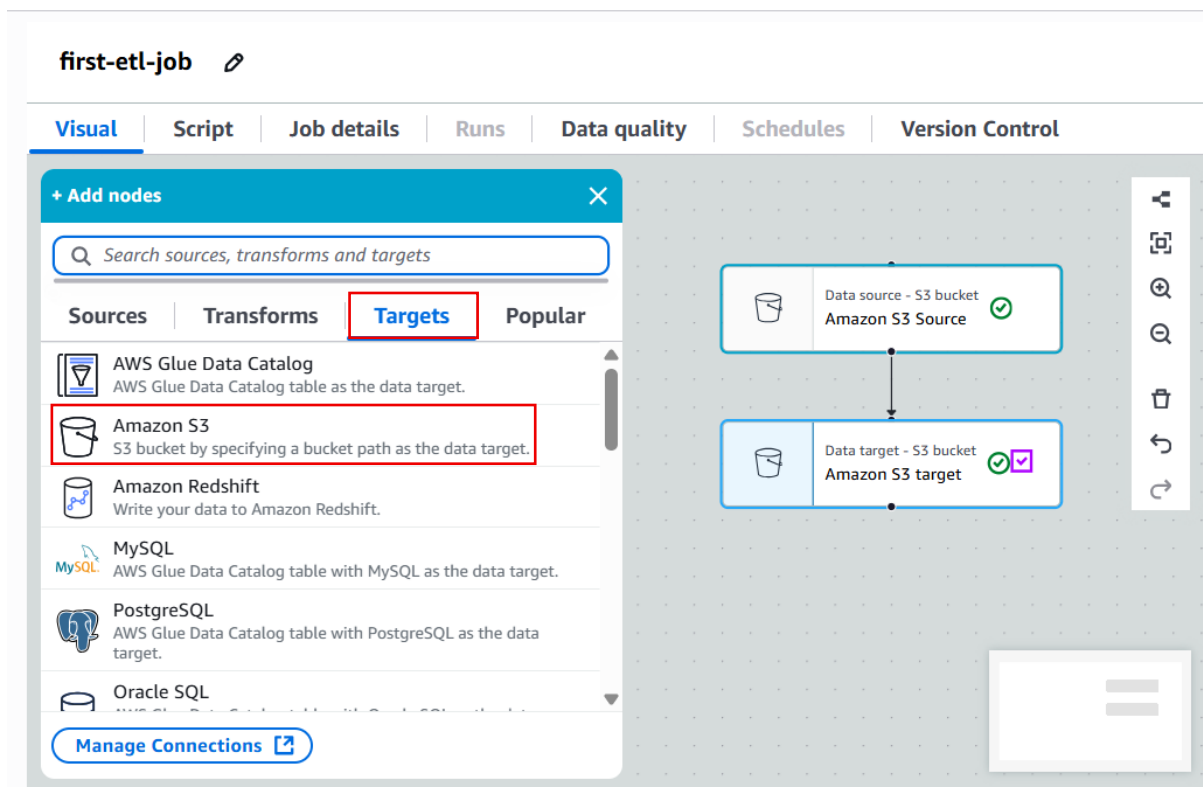 first-etl-job
Visual Script Job details Runs Data quality Schedules Version Control
+ Add nodes
Search sources, transforms and targets
Sources Transforms Targets Popular
AWS Glue Data Catalog
AWS Glue Data Catalog table as the data target.
Amazon S3
S3 bucket by specifying a bucket path as the data target.
Amazon Redshift
Write your data to Amazon Redshift.
MySQL
MySQL
AWS Glue Data Catalog table with MySQL as the data target.
PostgreSQL
AWS Glue Data Catalog table with PostgreSQL as the data
target.
Oracle SQL
Manage Connections
Data source - S3 bucket
Amazon S3 Source
Data target - S3 bucket
Amazon S3 target